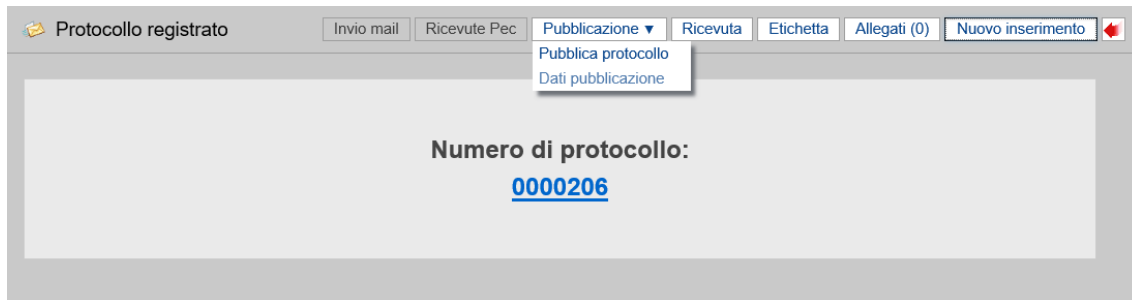 Protocollo registrato Invio mail Ricevute Pec Pubblicazione ▼ Ricevuta Etichetta Allegati (0) Nuovo inserimento
Pubblica protocollo
Dati pubblicazione
Numero di protocollo:
0000206